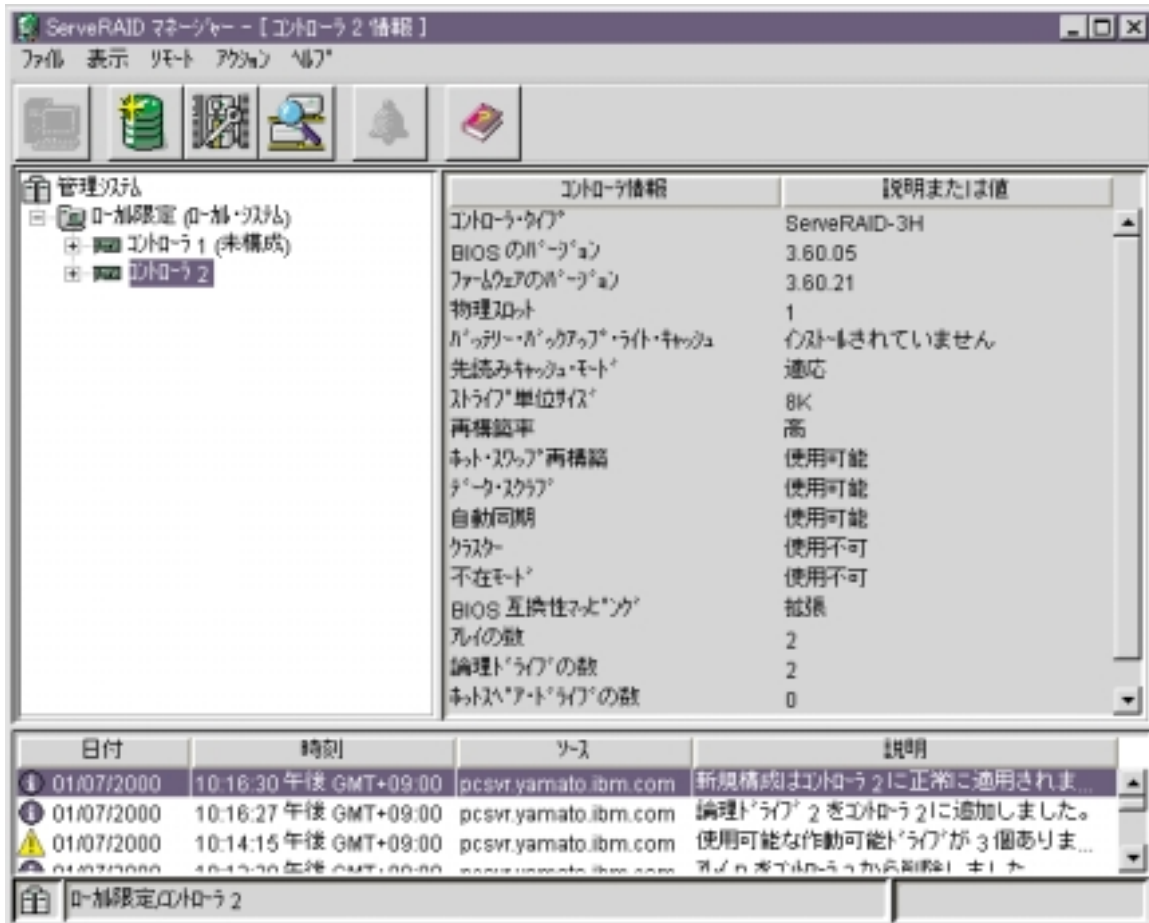 ServeRAID マネージャー - [ コントローラ 2 情報 ]
ファイル 表示 リモート アクション ヘルプ
管理システム
ローカル限定 (ローカル・システム)
コントローラ 1 (未構成)
コントローラ 2
コントローラ情報 説明または値
コントローラ・タイプ ServeRAID-3H
BIOS のバージョン 3.60.05
ファームウェアのバージョン 3.60.21
物理スロット 1
バッテリー・バックアップ・ライト・キャッシュ インストールされていません
先読みキャッシュ・モード 適応
ストライプ単位サイズ 8K
再構築率 高
ホット・スワップ再構築 使用可能
データ・スクラブ 使用可能
自動同期 使用可能
クラスター 使用不可
不在モード 使用不可
BIOS 互換性マッピング 拡張
アレイの数 2
論理ドライブの数 2
ホットスペア・ドライブの数 0
日付 時刻 ソース 説明
01/07/2000 10:16:30 午後 GMT+09:00 pcsvr.yamato.ibm.com 新規構成はコントローラ 2 に正常に適用されま...
01/07/2000 10:16:27 午後 GMT+09:00 pcsvr.yamato.ibm.com 論理ドライブ 2 をコントローラ 2 に追加しました。
01/07/2000 10:14:15 午後 GMT+09:00 pcsvr.yamato.ibm.com 使用可能な作動可能ドライブが 3 個ありま...
ローカル限定/コントローラ 2